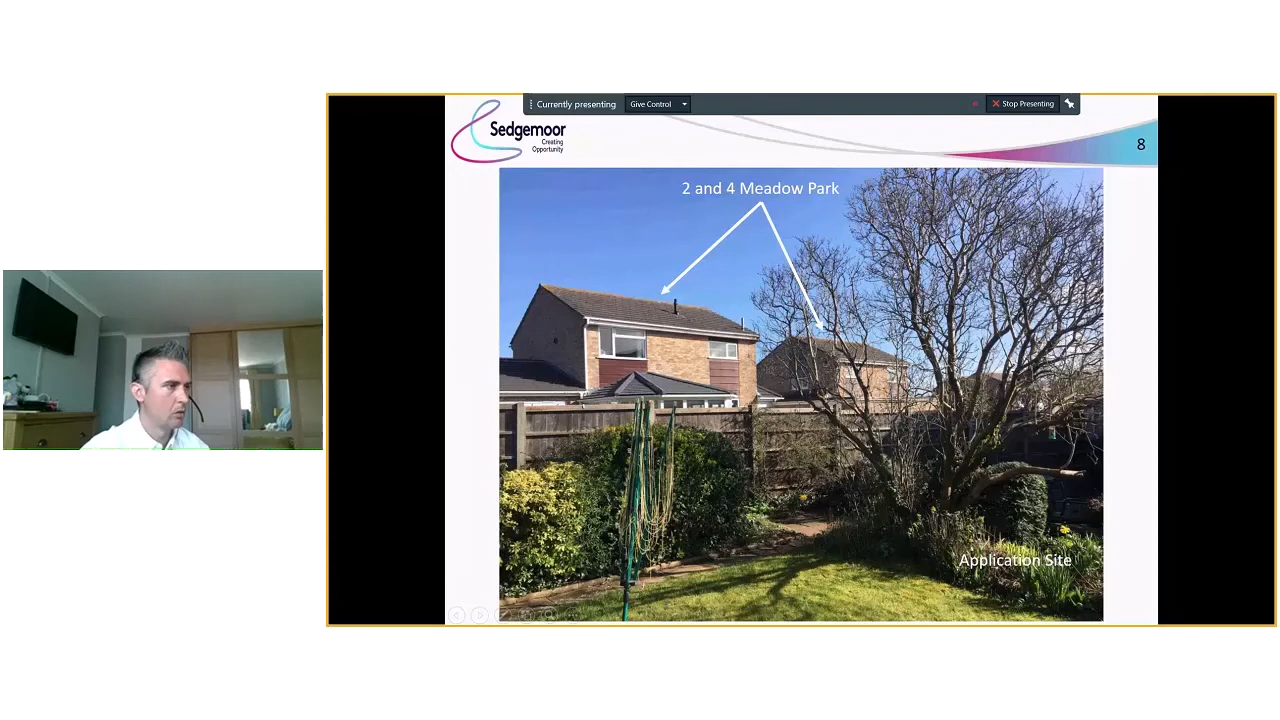 Currently presenting
Give Control
Stop Presenting
Sedgemoor
Creating
Opportunity
8
2 and 4 Meadow Park
Application Site